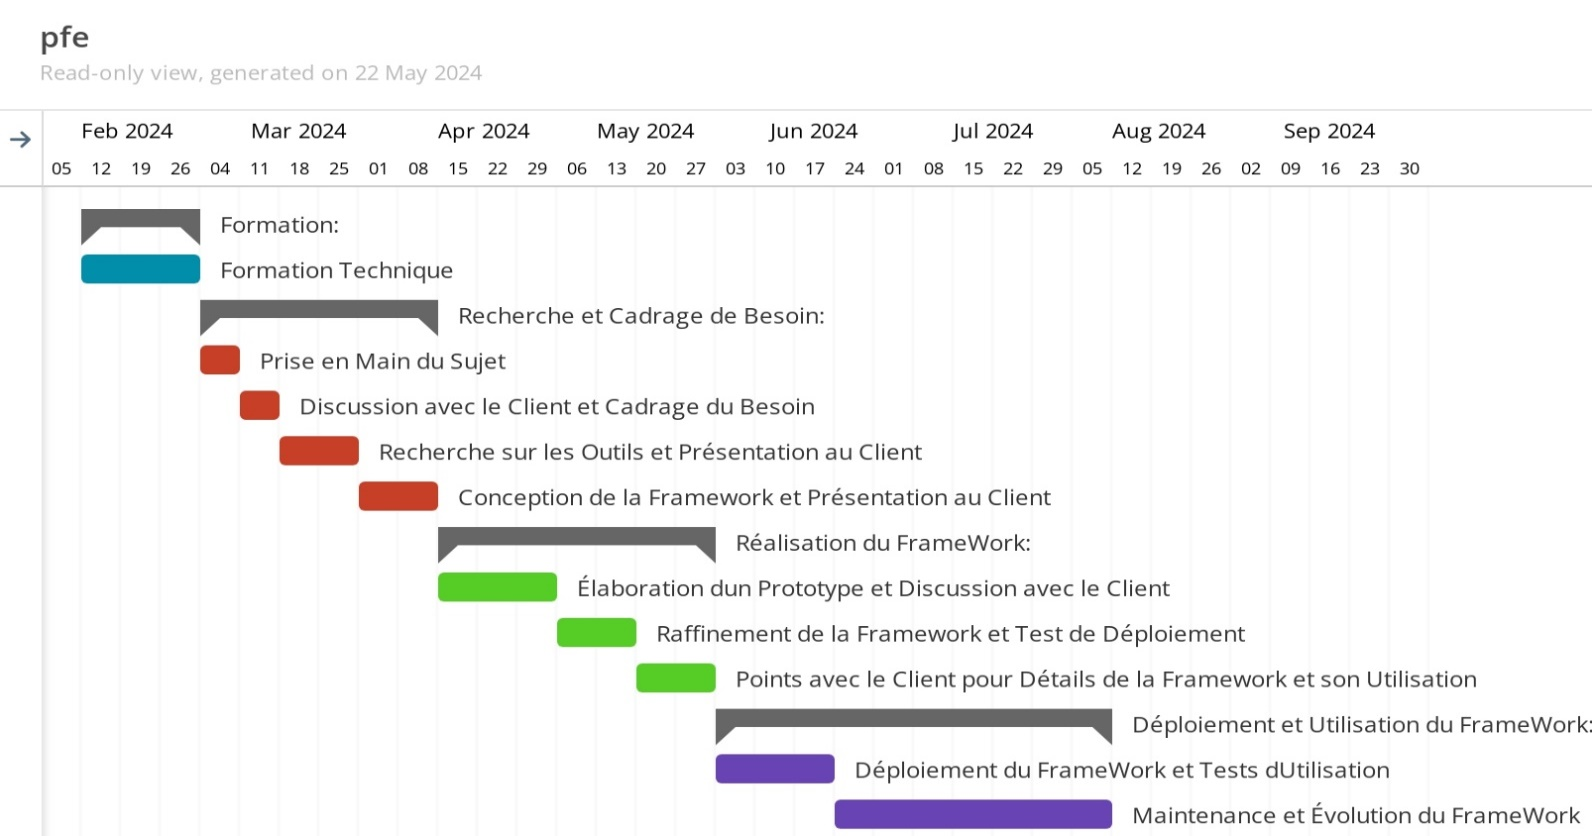 pfe
Read-only view, generated on 22 May 2024
Feb 2024 Mar 2024 Apr 2024 May 2024 Jun 2024 Jul 2024 Aug 2024 Sep 2024
05 12 19 26 04 11 18 25 01 08 15 22 29 06 13 20 27 03 10 17 24 01 08 15 22 29 05 12 19 26 02 09 16 23 30
Formation:
Formation Technique
Recherche et Cadrage de Besoin:
Prise en Main du Sujet
Discussion avec le Client et Cadrage du Besoin
Recherche sur les Outils et Présentation au Client
Conception de la Framework et Présentation au Client
Réalisation du FrameWork:
Élaboration dun Prototype et Discussion avec le Client
Raffinement de la Framework et Test de Déploiement
Points avec le Client pour Détails de la Framework et son Utilisation
Déploiement et Utilisation du FrameWork:
Déploiement du FrameWork et Tests dUtilisation
Maintenance et Évolution du FrameWork